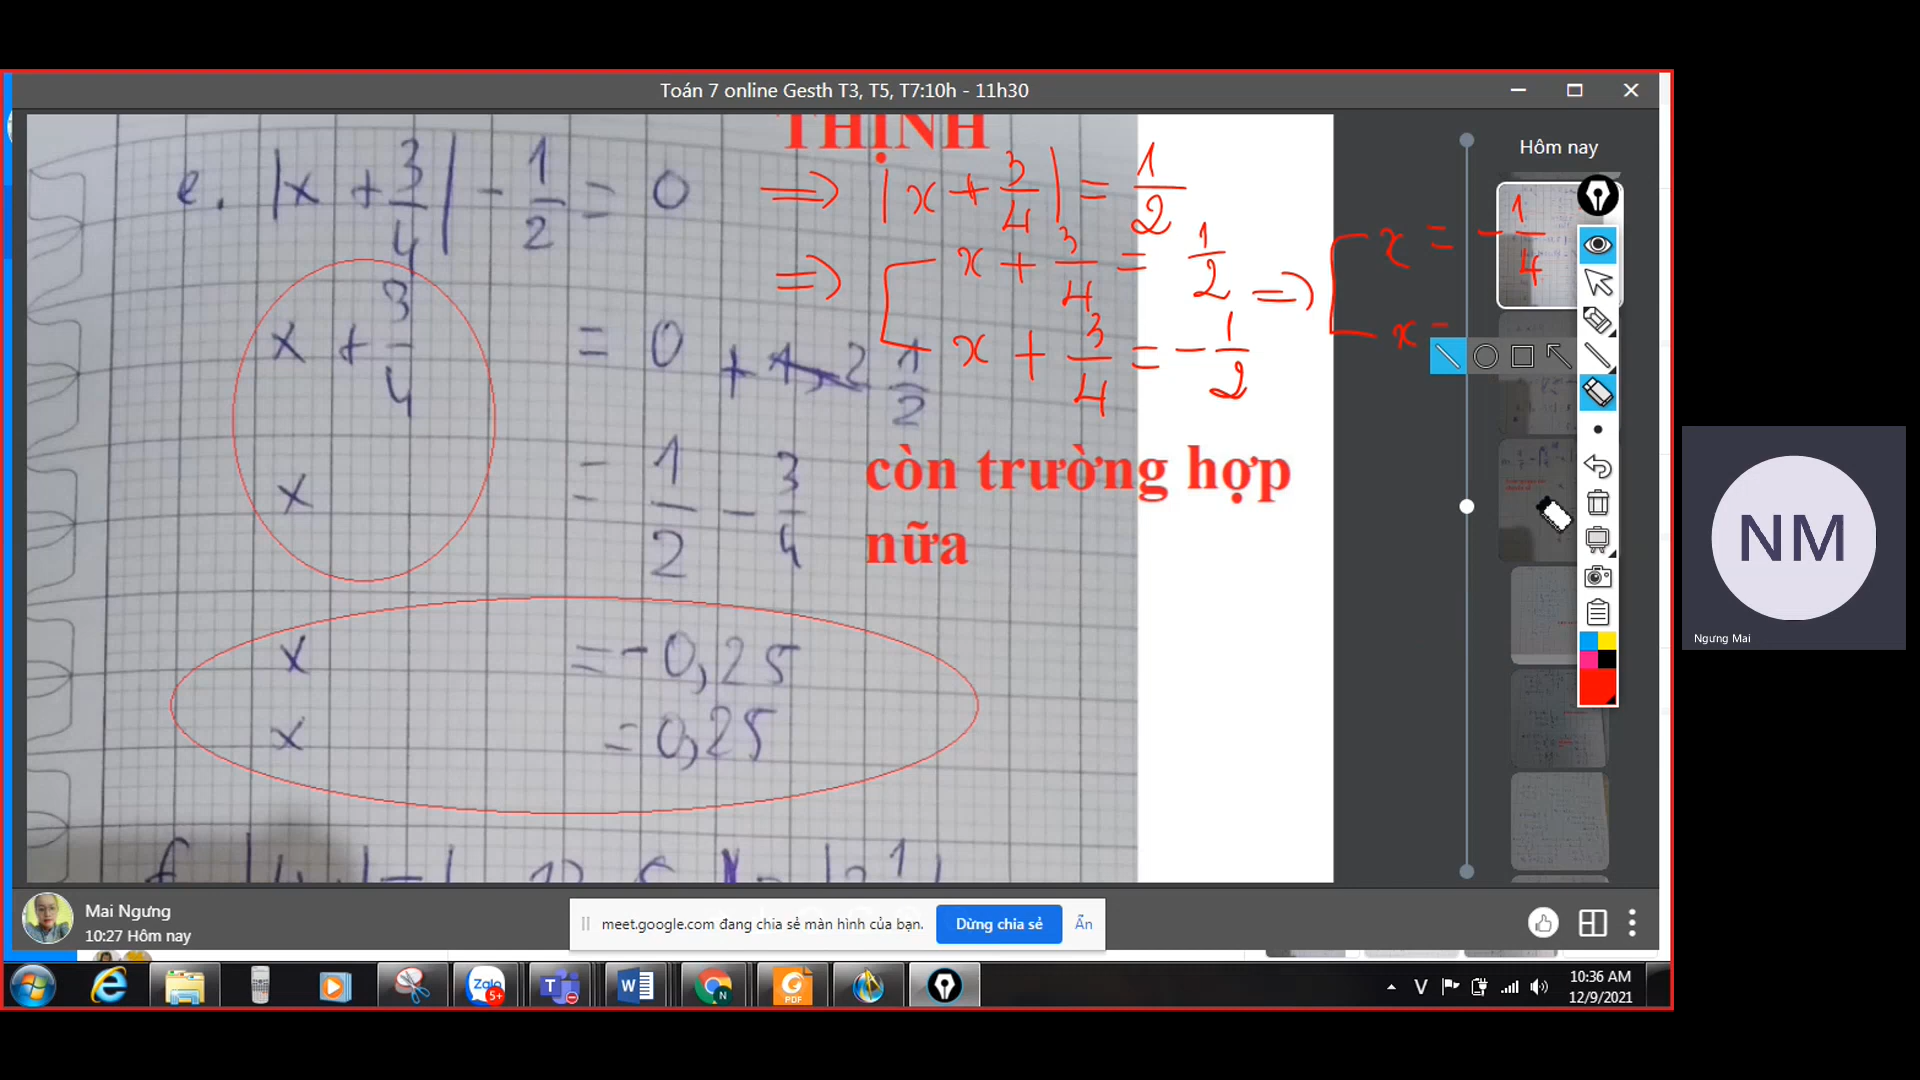 Toán 7 online Gesth T3, T5, T7:10h - 11h30
Hôm nay
THỊNH
e. |x + 3/4| - 1/2 = 0
=> |x + 3/4| = 1/2
=> [ x + 3/4 = 1/2
x + 3/4 = - 1/2
=> [ x = - 1/4
x =
x + 3/4 = 0 + 1/2
x = 1/2 - 3/4
còn trường hợp
nữa
x = -0,25
x = 0,25
NM
Ngưng Mai
Mai Ngưng
10:27 Hôm nay
meet.google.com đang chia sẻ màn hình của bạn.
Dừng chia sẻ
Ẩn
Zalo
5+
W
N
PDF
V
10:36 AM
12/9/2021